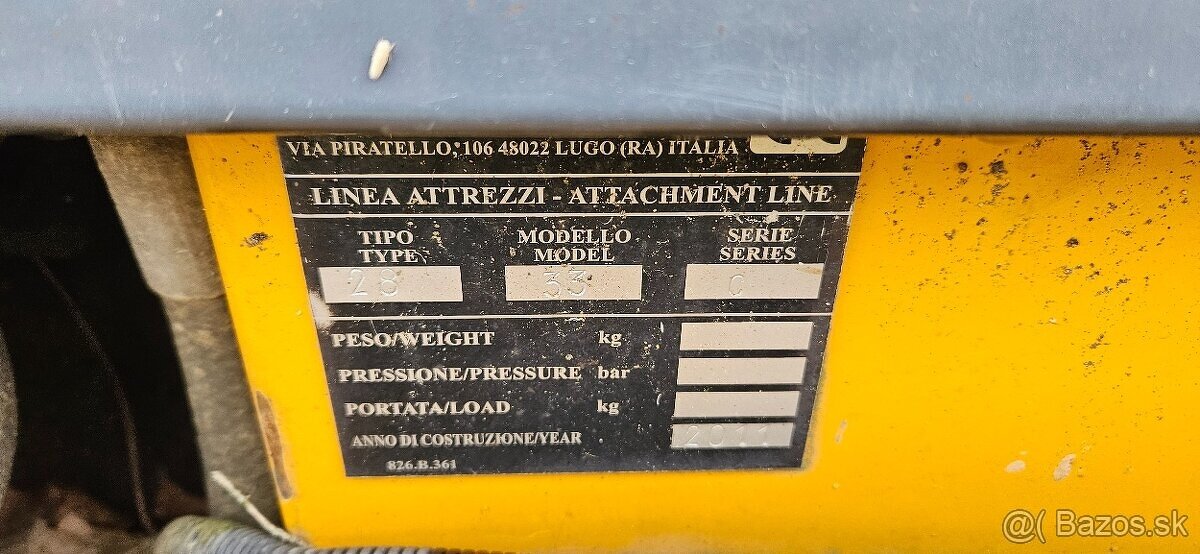 VIA PIRATELLO, 106 48022 LUGO (RA) ITALIA
LINEA ATTREZZI - ATTACHMENT LINE
TIPO MODELLO SERIE
TYPE MODEL SERIES
28 33 C
PESO/WEIGHT kg
PRESSIONE/PRESSURE bar
PORTATA/LOAD kg
ANNO DI COSTRUZIONE/YEAR 2011
826.B.361
@( Bazos.sk